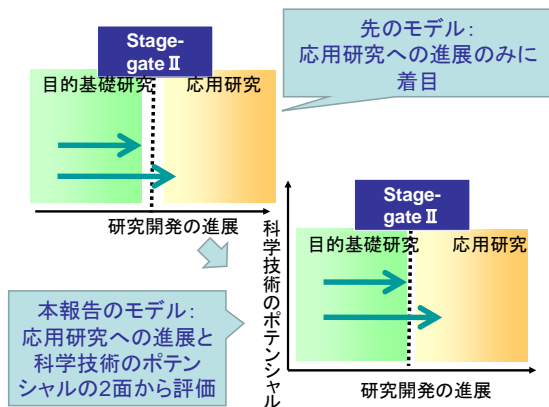 Stage-
gate Ⅱ
目的基礎研究
応用研究
研究開発の進展
先のモデル：
応用研究への進展のみに
着目
Stage-
gate Ⅱ
目的基礎研究
応用研究
科学技術のポテンシャル
研究開発の進展
本報告のモデル：
応用研究への進展と
科学技術のポテン
シャルの2面から評価